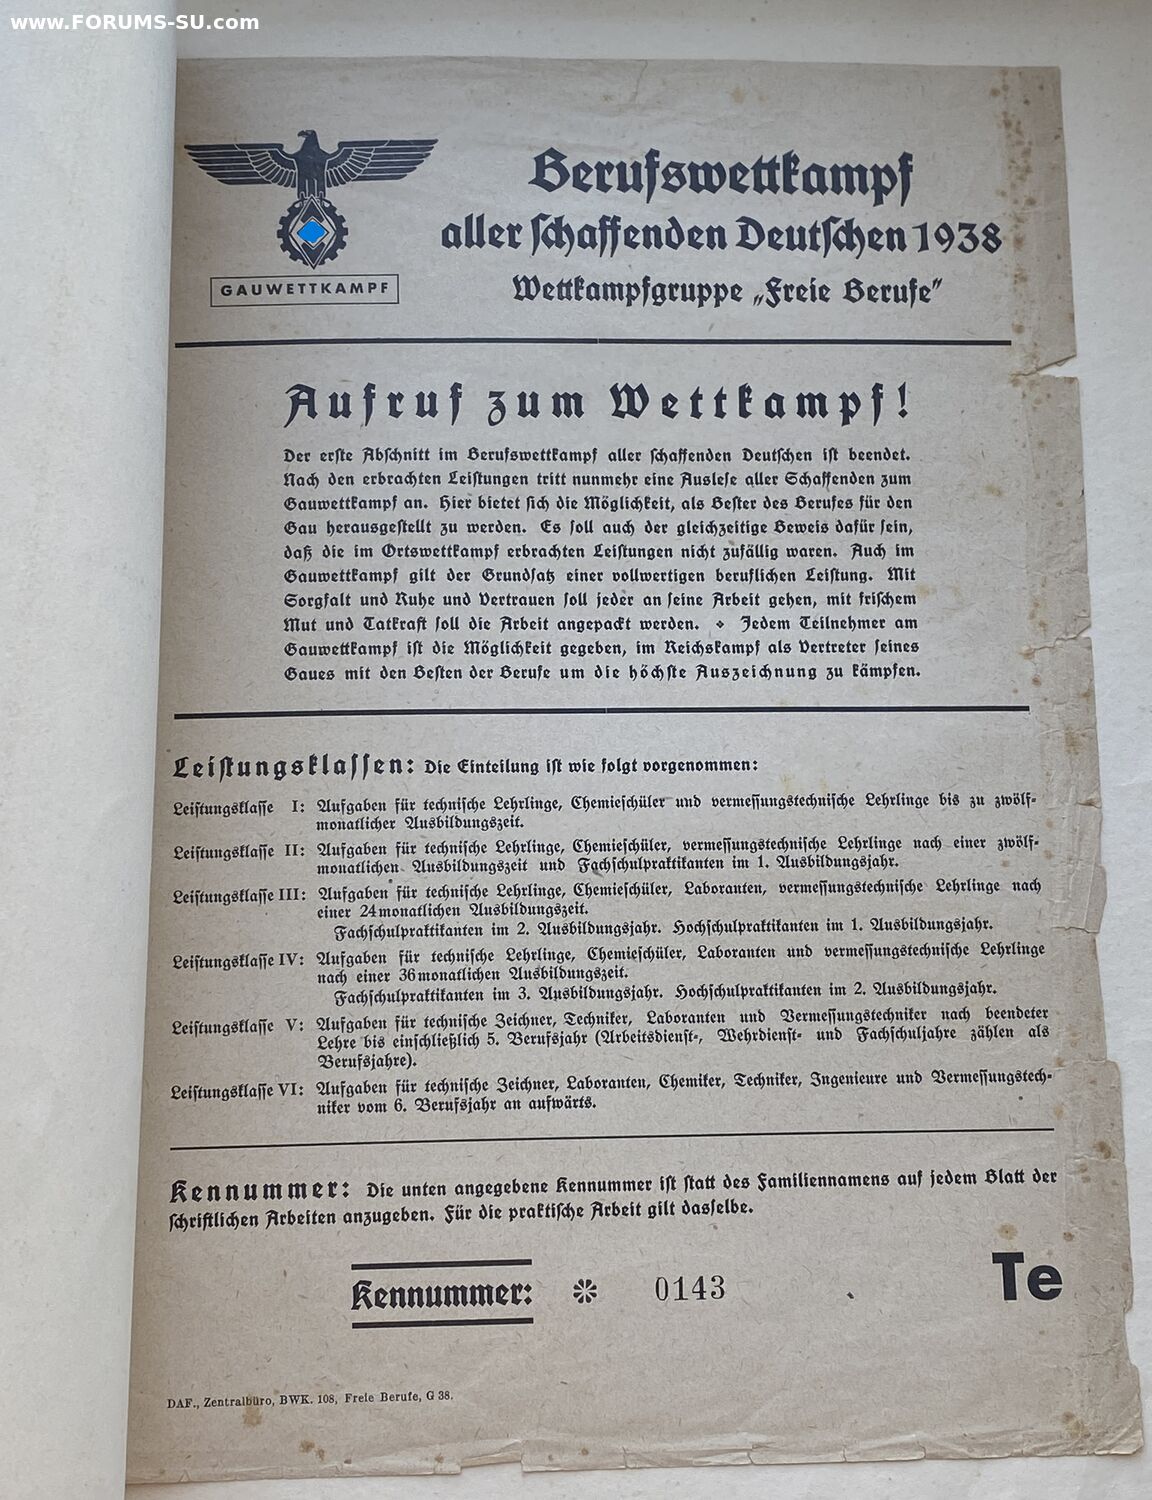 www.FORUMS-SU.com
GAUWETTKAMPF
Berufswettkampf
aller schaffenden Deutschen 1938
Wettkampfgruppe „Freie Berufe“
Aufruf zum Wettkampf!
Der erste Abschnitt im Berufswettkampf aller schaffenden Deutschen ist beendet.
Nach den erbrachten Leistungen tritt nunmehr eine Auslese aller Schaffenden zum
Gauwettkampf an. Hier bietet sich die Möglichkeit, als Bester des Berufes für den
Gau herausgestellt zu werden. Es soll auch der gleichzeitige Beweis dafür sein,
daß die im Ortswettkampf erbrachten Leistungen nicht zufällig waren. Auch im
Gauwettkampf gilt der Grundsatz einer vollwertigen beruflichen Leistung. Mit
Sorgfalt und Ruhe und Vertrauen soll jeder an seine Arbeit gehen, mit frischem
Mut und Tatkraft soll die Arbeit angepackt werden. ❖ Jedem Teilnehmer am
Gauwettkampf ist die Möglichkeit gegeben, im Reichskampf als Vertreter seines
Gaues mit den Besten der Berufe um die höchste Auszeichnung zu kämpfen.
Leistungsklassen: Die Einteilung ist wie folgt vorgenommen:
Leistungsklasse I: Aufgaben für technische Lehrlinge, Chemieschüler und vermessungstechnische Lehrlinge bis zu zwölf-
monatlicher Ausbildungszeit.
Leistungsklasse II: Aufgaben für technische Lehrlinge, Chemieschüler, vermessungstechnische Lehrlinge nach einer zwölf-
monatlichen Ausbildungszeit und Fachschulpraktikanten im 1. Ausbildungsjahr.
Leistungsklasse III: Aufgaben für technische Lehrlinge, Chemieschüler, Laboranten, vermessungstechnische Lehrlinge nach
einer 24monatlichen Ausbildungszeit.
Fachschulpraktikanten im 2. Ausbildungsjahr. Hochschulpraktikanten im 1. Ausbildungsjahr.
Leistungsklasse IV: Aufgaben für technische Lehrlinge, Chemieschüler, Laboranten und vermessungstechnische Lehrlinge
nach einer 36monatlichen Ausbildungszeit.
Fachschulpraktikanten im 3. Ausbildungsjahr. Hochschulpraktikanten im 2. Ausbildungsjahr.
Leistungsklasse V: Aufgaben für technische Zeichner, Techniker, Laboranten und Vermessungstechniker nach beendeter
Lehre bis einschließlich 5. Berufsjahr (Arbeitsdienst-, Wehrdienst- und Fachschuljahre zählen als
Berufsjahre).
Leistungsklasse VI: Aufgaben für technische Zeichner, Laboranten, Chemiker, Techniker, Ingenieure und Vermessungstech-
niker vom 6. Berufsjahr an aufwärts.
Kennummer: Die unten angegebene Kennummer ist statt des Familiennamens auf jedem Blatt der
schriftlichen Arbeiten anzugeben. Für die praktische Arbeit gilt dasselbe.
Kennummer: ❊ 0143
Te
DAF., Zentralbüro, BWK. 108, Freie Berufe, G 38.